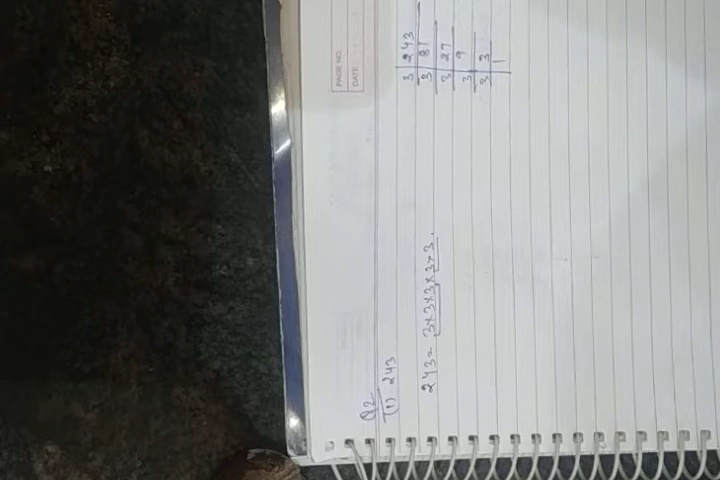 PAGE NO.
DATE
Q2
(1) 243
3 243
3 81
3 27
3 9
3 3
1
243 = 3×3×3×3×3.